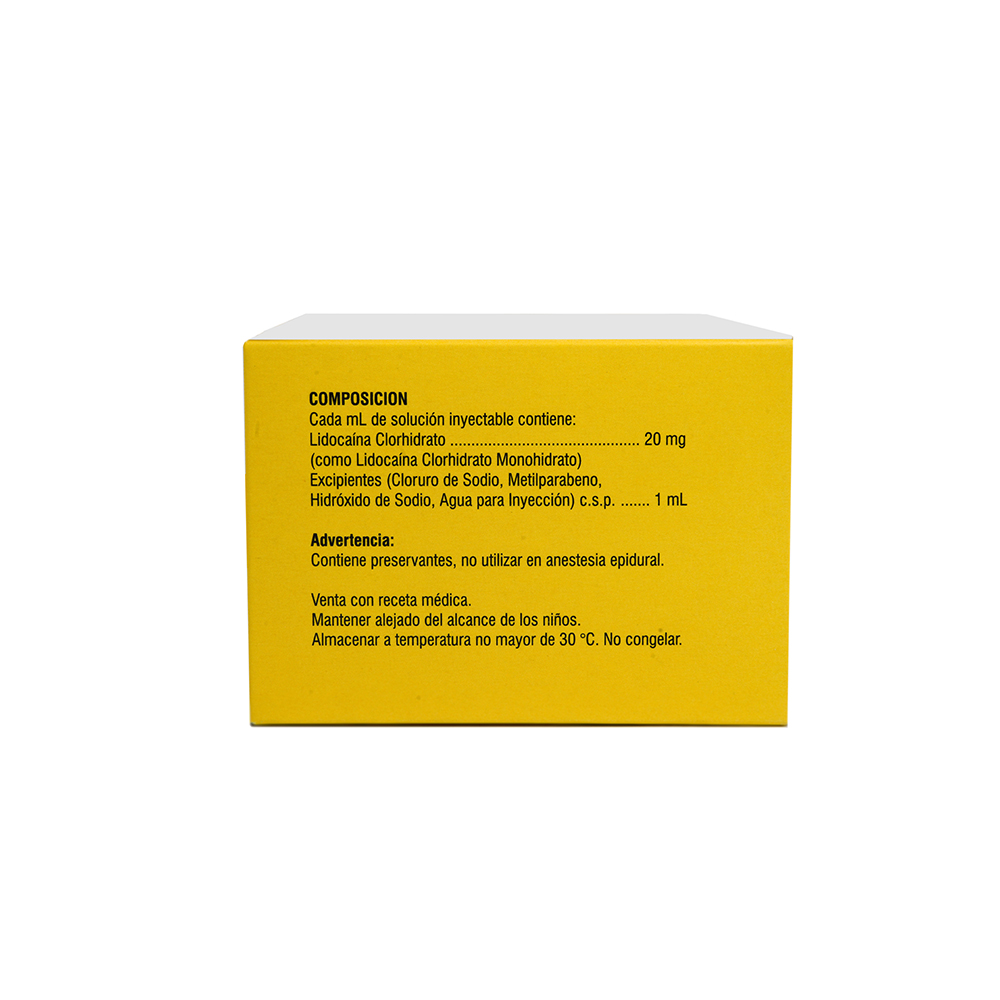 COMPOSICION
Cada mL de solución inyectable contiene:
Lidocaína Clorhidrato ............................................. 20 mg
(como Lidocaína Clorhidrato Monohidrato)
Excipientes (Cloruro de Sodio, Metilparabeno,
Hidróxido de Sodio, Agua para Inyección) c.s.p. ....... 1 mL
Advertencia:
Contiene preservantes, no utilizar en anestesia epidural.
Venta con receta médica.
Mantener alejado del alcance de los niños.
Almacenar a temperatura no mayor de 30 °C. No congelar.